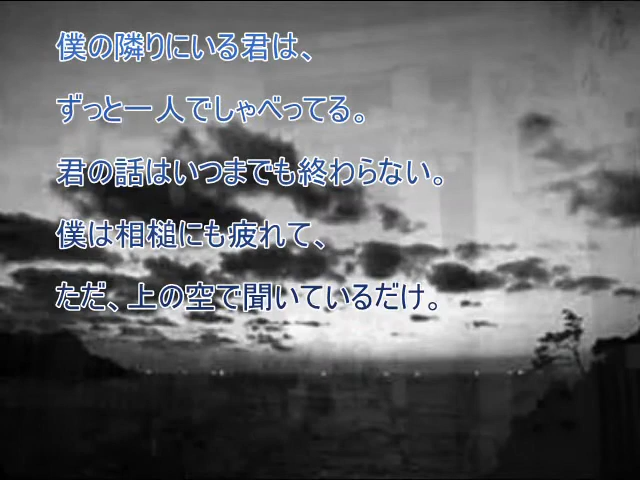 僕の隣りにいる君は、
ずっと一人でしゃべってる。
君の話はいつまでも終わらない。
僕は相槌にも疲れて、
ただ、上の空で聞いているだけ。